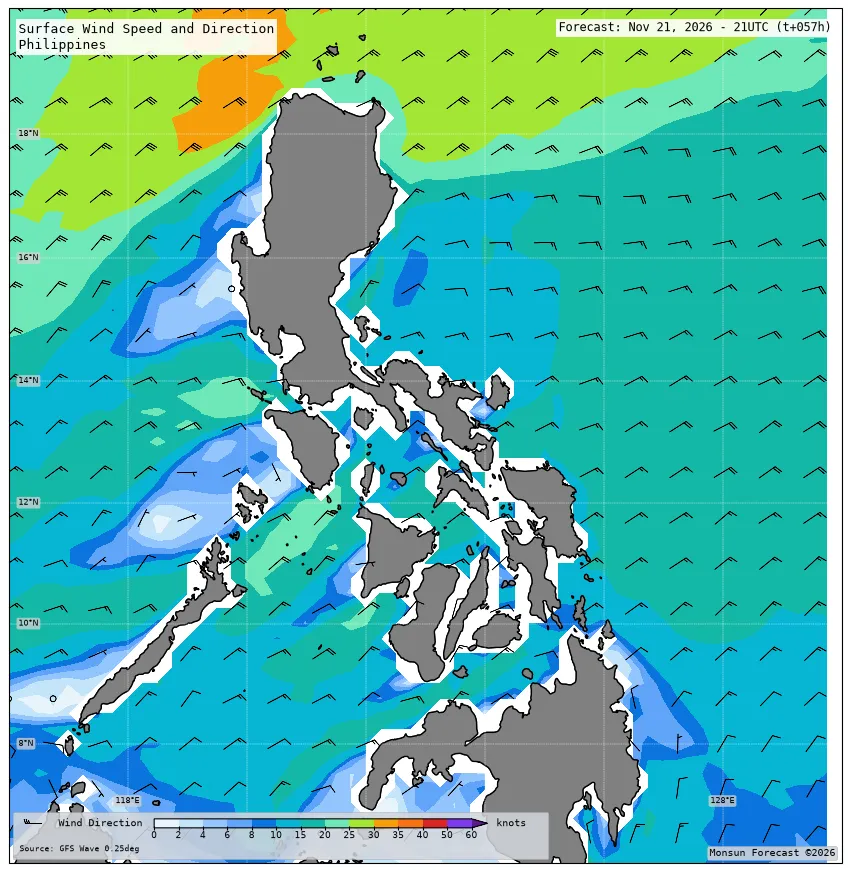 Surface Wind Speed and Direction
Philippines
Forecast: Nov 21, 2026 - 21UTC (t+057h)
18°N
16°N
14°N
12°N
10°N
8°N
118°E
128°E
Wind Direction
knots
0 2 4 6 8 10 15 20 25 30 35 40 50 60
Source: GFS Wave 0.25deg
Monsun Forecast ©2026